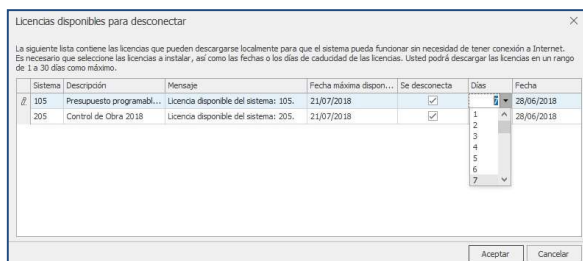 Licencias disponibles para desconectar
La siguiente lista contiene las licencias que pueden descargarse localmente para que el sistema pueda funcionar sin necesidad de tener conexión a Internet.
Es necesario que seleccione las licencias a instalar, así como las fechas o los días de caducidad de las licencias. Usted podrá descargar las licencias en un rango
de 1 a 30 días como máximo.
Sistema Descripción Mensaje Fecha máxima dispon... Se desconecta Días Fecha
105 Presupuesto programabl... Licencia disponible del sistema: 105. 21/07/2018 7 28/06/2018
205 Control de Obra 2018 Licencia disponible del sistema: 205. 21/07/2018 28/06/2018
1
2
3
4
5
6
7
Aceptar Cancelar